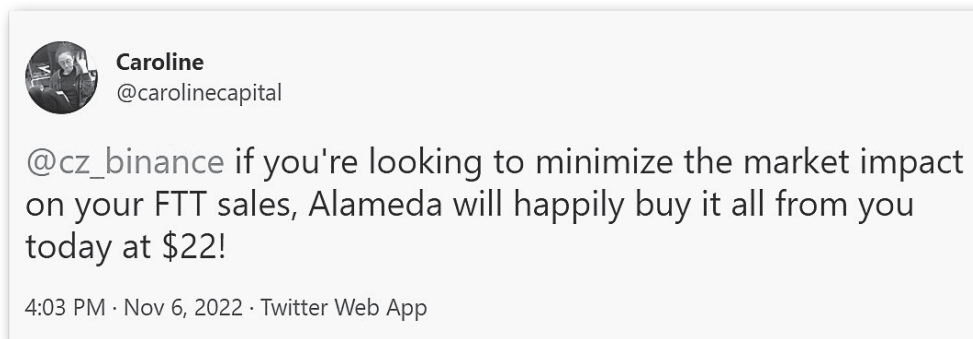 Caroline
@carolinecapital
@cz_binance if you're looking to minimize the market impact
on your FTT sales, Alameda will happily buy it all from you
today at $22!
4:03 PM · Nov 6, 2022 · Twitter Web App